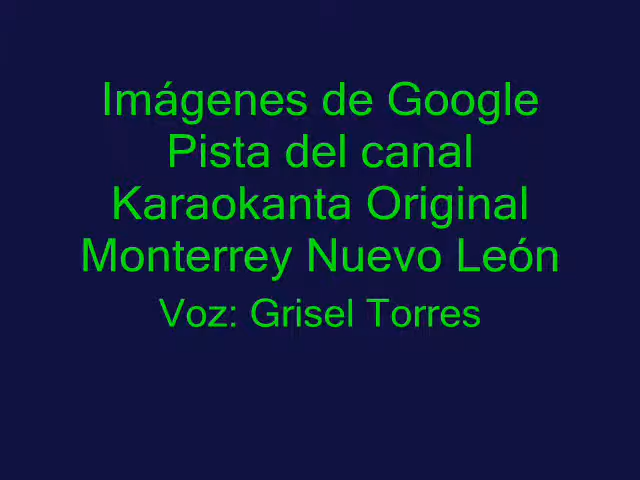 Imágenes de Google
Pista del canal
Karaokanta Original
Monterrey Nuevo León
Voz: Grisel Torres